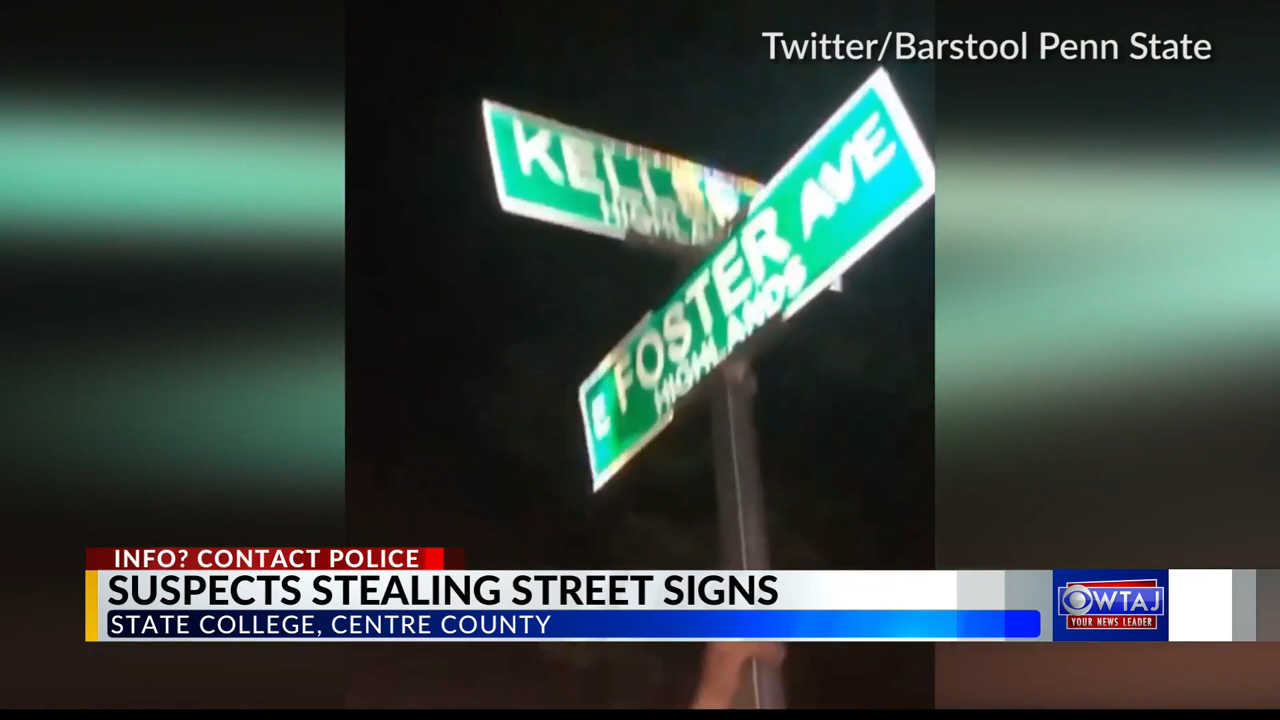 Twitter/Barstool Penn State
HIGHLANDS
E FOSTER AVE
HIGHLANDS
INFO? CONTACT POLICE
SUSPECTS STEALING STREET SIGNS
STATE COLLEGE, CENTRE COUNTY
WTAJ
YOUR NEWS LEADER